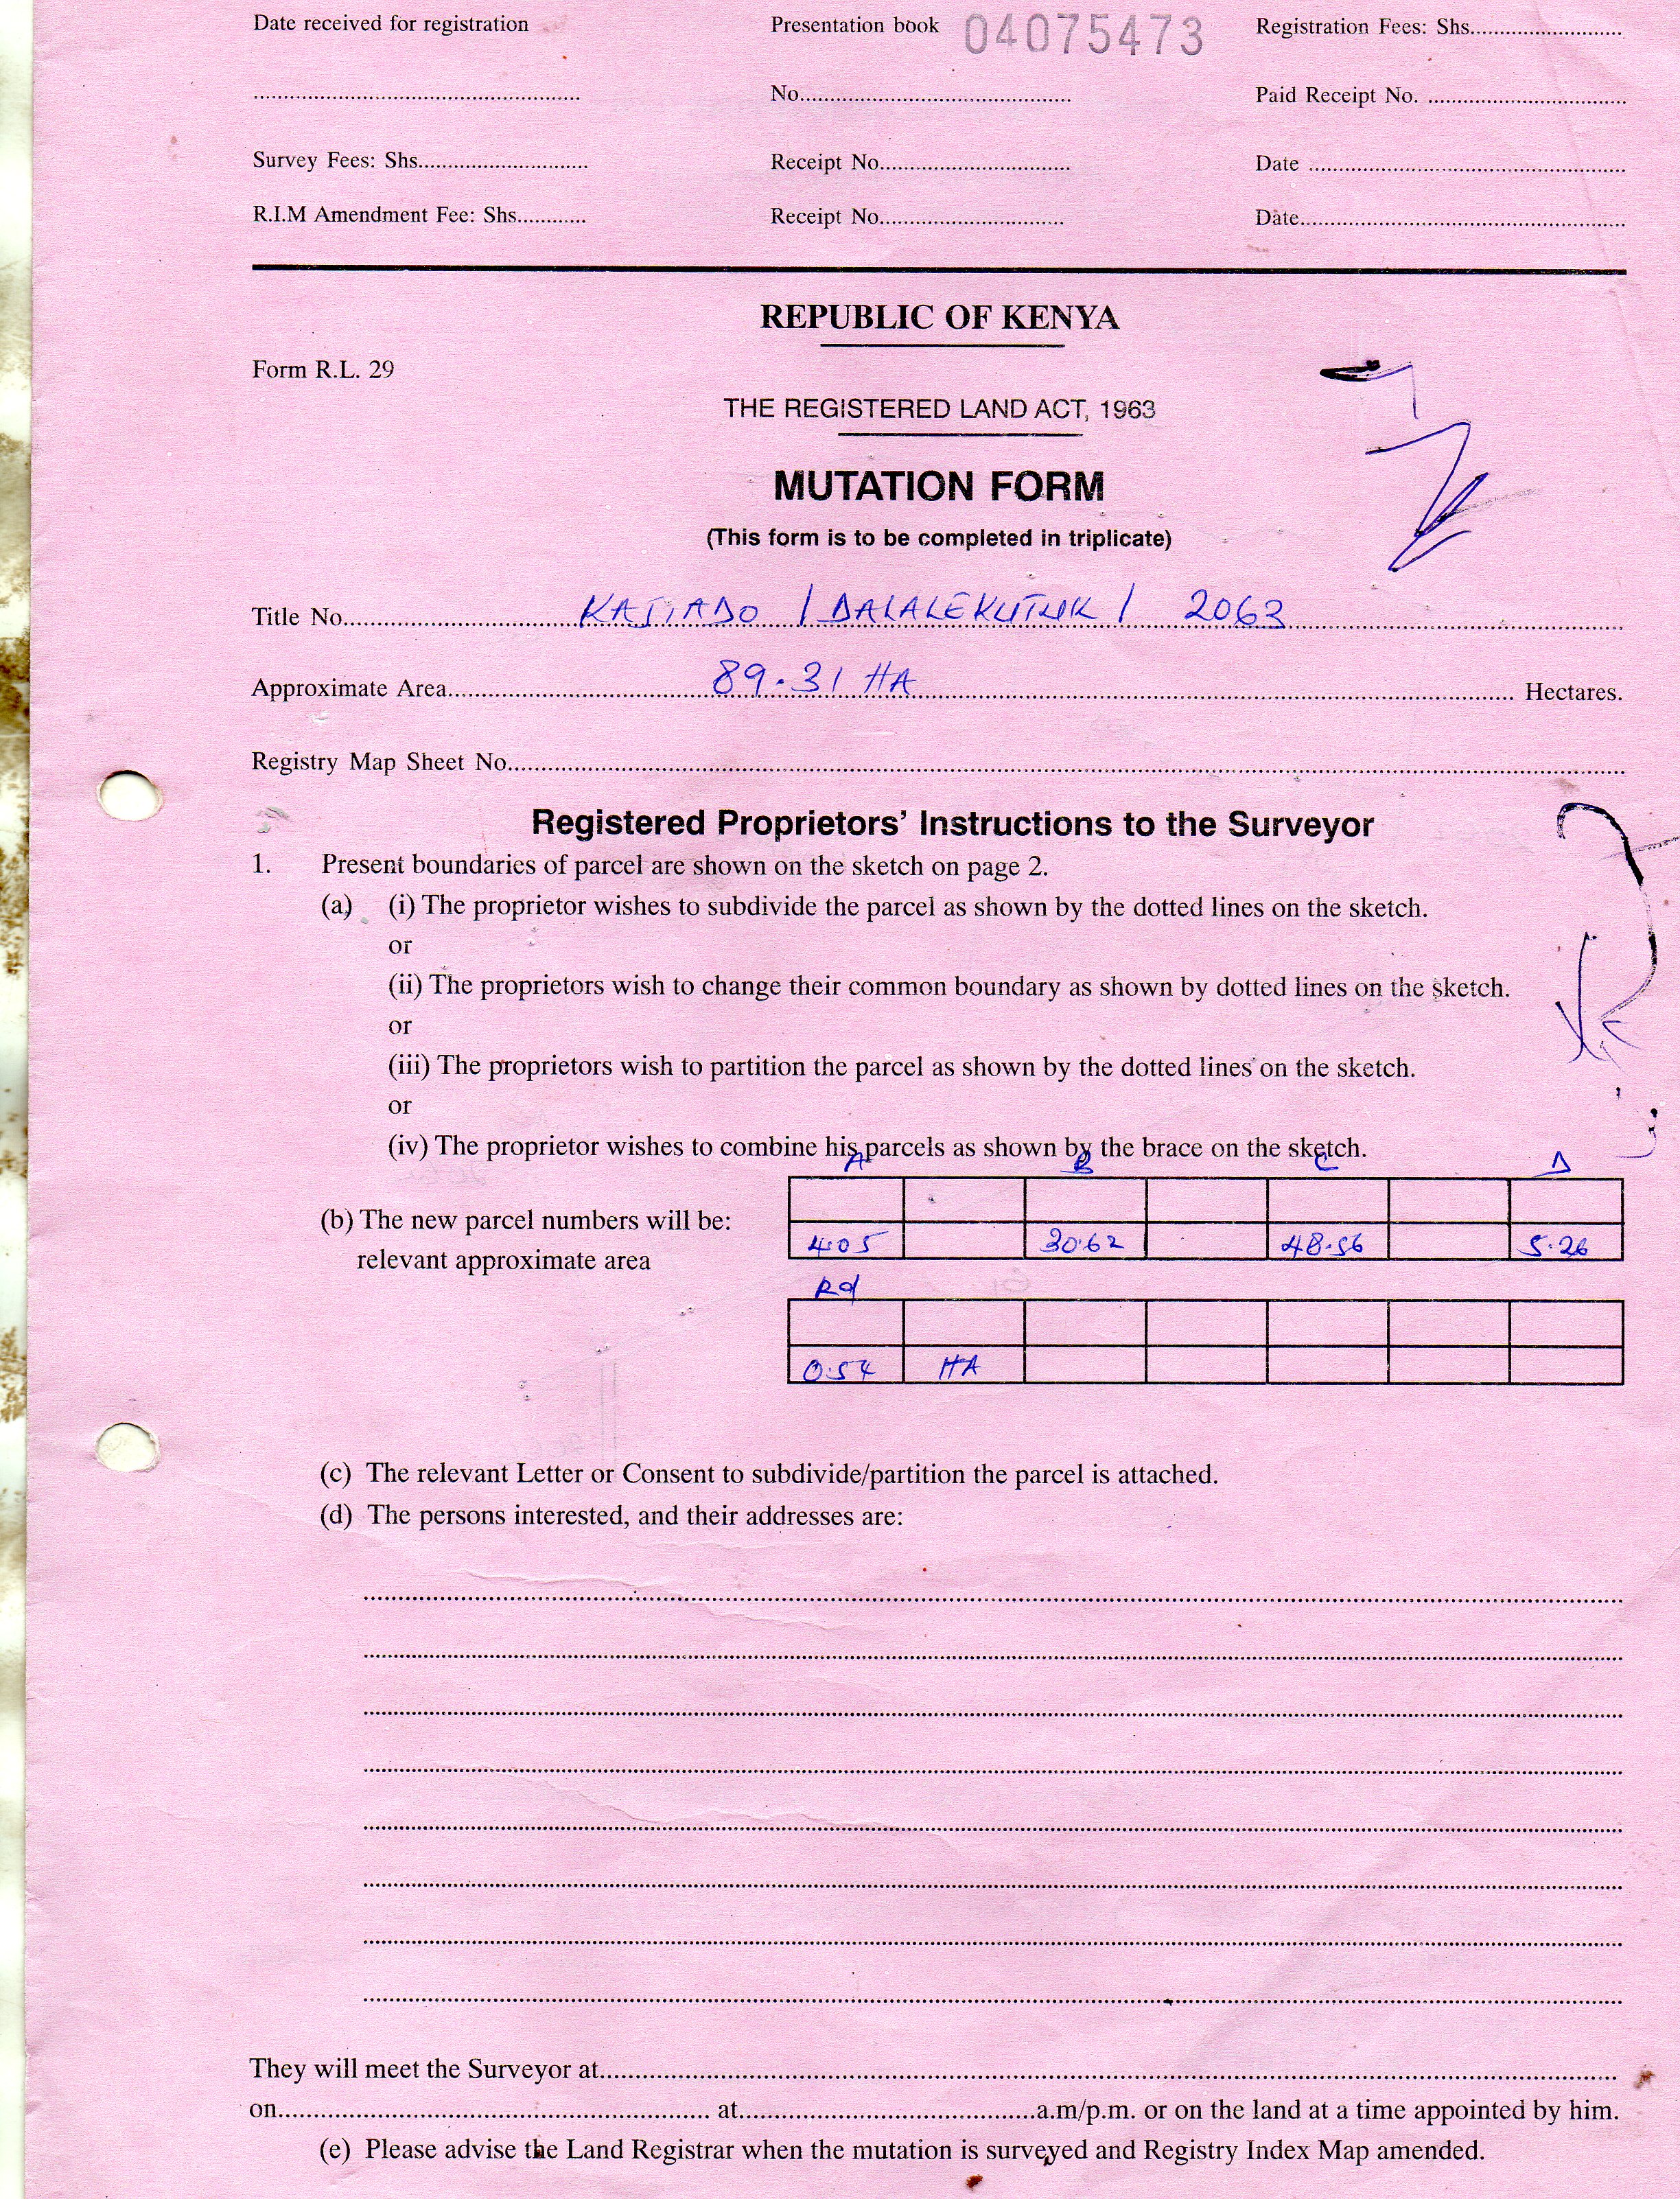 Date received for registration Presentation book 04075473 Registration Fees: Shs..........
.......... No.......... Paid Receipt No. ..........
Survey Fees: Shs.......... Receipt No.......... Date ..........
R.I.M Amendment Fee: Shs.......... Receipt No.......... Date..........
REPUBLIC OF KENYA
Form R.L. 29
THE REGISTERED LAND ACT, 1963
MUTATION FORM
(This form is to be completed in triplicate)
Title No.......... KAJIADO / DALALEKUTUK / 2063
Approximate Area.......... 89.31 HA .......... Hectares.
Registry Map Sheet No..........
Registered Proprietors' Instructions to the Surveyor
1. Present boundaries of parcel are shown on the sketch on page 2.
(a) (i) The proprietor wishes to subdivide the parcel as shown by the dotted lines on the sketch.
or
(ii) The proprietors wish to change their common boundary as shown by dotted lines on the sketch.
or
(iii) The proprietors wish to partition the parcel as shown by the dotted lines on the sketch.
or
(iv) The proprietor wishes to combine his parcels as shown by the brace on the sketch.
A B C D
(b) The new parcel numbers will be:
4.05 30.62 48.56 5.26
relevant approximate area
Rd
0.54 HA
(c) The relevant Letter or Consent to subdivide/partition the parcel is attached.
(d) The persons interested, and their addresses are:
They will meet the Surveyor at..........
on.......... at..........a.m/p.m. or on the land at a time appointed by him.
(e) Please advise the Land Registrar when the mutation is surveyed and Registry Index Map amended.